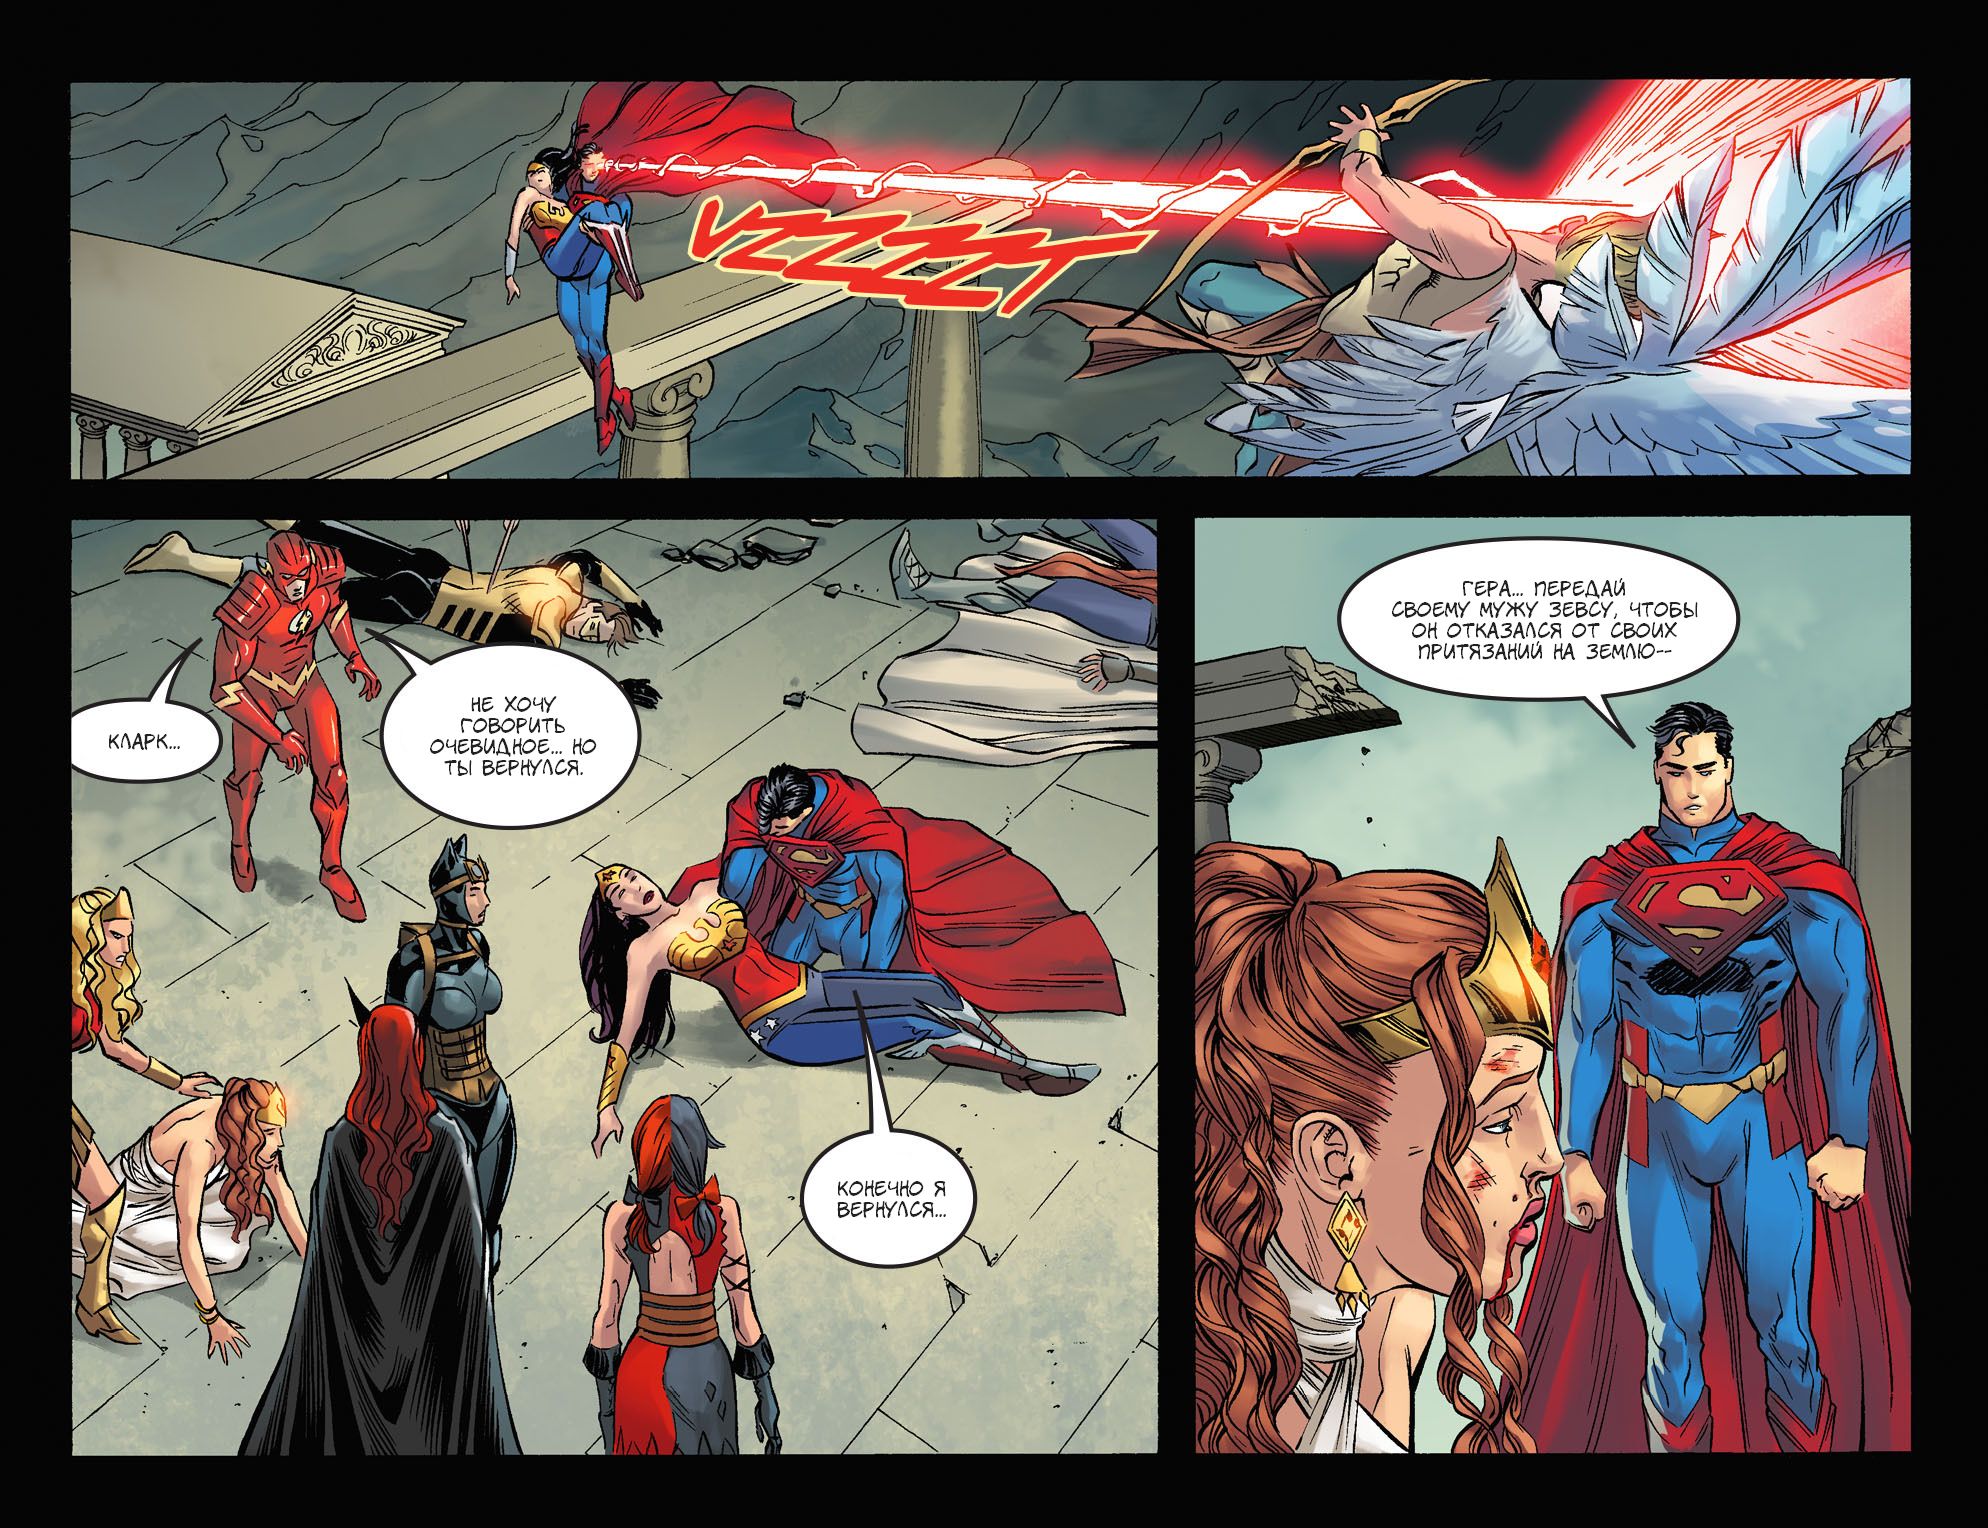 VZZZZZT
КЛАРК...
НЕ ХОЧУ
ГОВОРИТЬ
ОЧЕВИДНОЕ... НО
ТЫ ВЕРНУЛСЯ.
КОНЕЧНО Я
ВЕРНУЛСЯ...
ГЕРА... ПЕРЕДАЙ
СВОЕМУ МУЖУ ЗЕВСУ, ЧТОБЫ
ОН ОТКАЗАЛСЯ ОТ СВОИХ
ПРИТЯЗАНИЙ НА ЗЕМЛЮ--